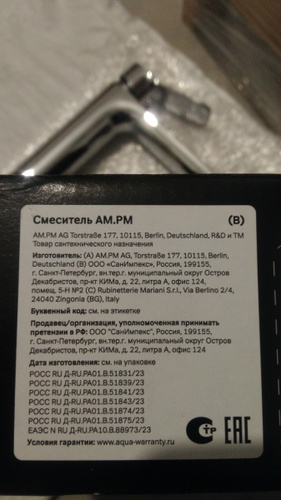 Смеситель AM.PM (B)
AM.PM AG Torstraße 177, 10115, Berlin, Deutschland, R&D и TM
Товар сантехнического назначения
Изготовитель: (A) AM.PM AG, Torstraße 177, 10115, Berlin,
Deutschland (B) ООО «СанИмпекс», Россия, 199155,
г. Санкт-Петербург, вн.тер.г. муниципальный округ Остров
Декабристов, пр-кт КИМа, д. 22, литра А, офис 124,
помещ. 5-Н №2 (C) Rubinetterie Mariani S.r.l., Via Berlino 2/4,
24040 Zingonia (BG), Italy
Буквенный код: см. на этикетке
Продавец/организация, уполномоченная принимать
претензии в РФ: ООО "СанИмпекс", Россия, 199155,
г. Санкт-Петербург, вн.тер.г. муниципальный округ Остров
Декабристов, пр-кт КИМа, д. 22, литра А, офис 124
Дата изготовления: см. на упаковке
РОСС RU Д-RU.РА01.В.51831/23
РОСС RU Д-RU.РА01.В.51839/23
РОСС RU Д-RU.РА01.В.51841/23
РОСС RU Д-RU.РА01.В.51843/23
РОСС RU Д-RU.РА01.В.51874/23
РОСС RU Д-RU.РА01.В.51875/23
ЕАЭС N RU Д-RU.РА10.В.88973/23
Условия гарантии: www.aqua-warranty.ru
СТР EAC